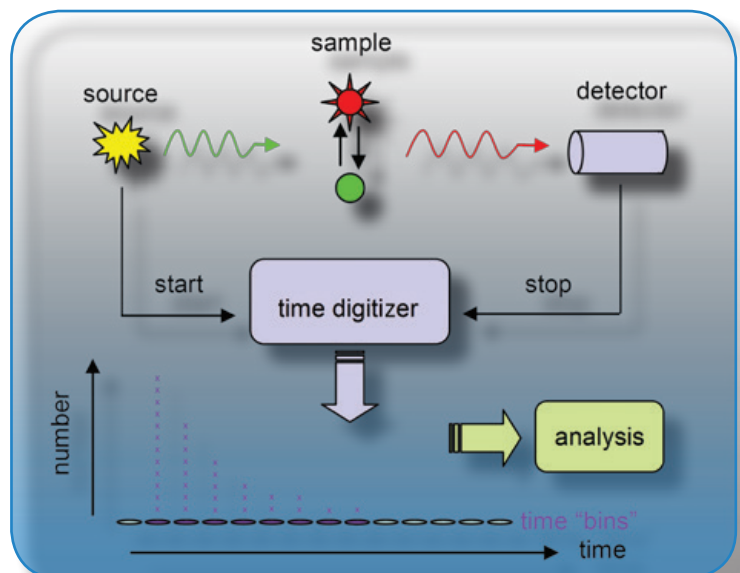 sample
source
detector
start
stop
time digitizer
number
analysis
time “bins”
time